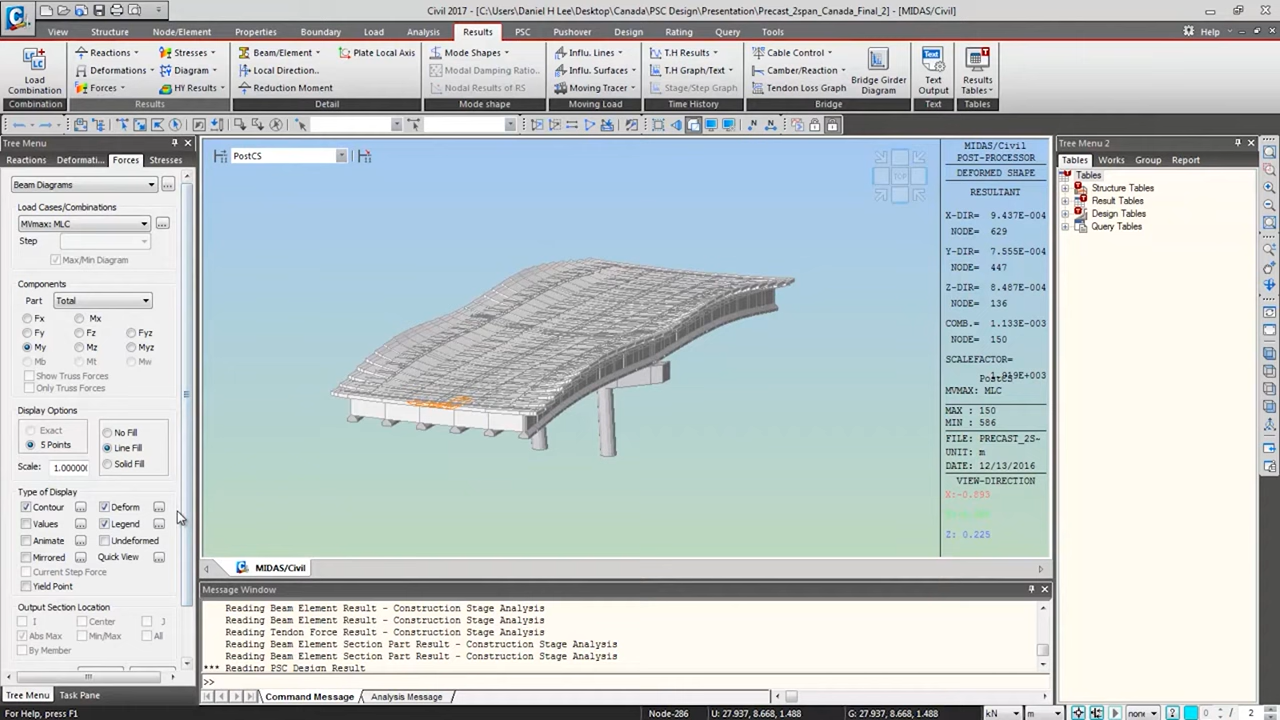 Civil 2017 - [C:\Users\Daniel H Lee\Desktop\Canada\PSC Design\Presentation\Precast_2span_Canada_Final_2] - [MIDAS/Civil]
View Structure Node/Element Properties Boundary Load Analysis Results PSC Pushover Design Rating Query Tools Help
Reactions Stresses Beam/Element Plate Local Axis Mode Shapes Influ. Lines T.H Results Cable Control
Deformations Diagram Local Direction.. Modal Damping Ratio.. Influ. Surfaces T.H Graph/Text Camber/Reaction
Forces HY Results Reduction Moment Nodal Results of RS Moving Tracer Stage/Step Graph Tendon Loss Graph
Load Combination
Bridge Girder Diagram
Text Output
Results Tables
Combination Results Detail Mode shape Moving Load Time History Bridge Text Tables
Tree Menu
Reactions Deformati... Forces Stresses
Beam Diagrams ...
Load Cases/Combinations
MVmax: MLC ...
Step
Max/Min Diagram
Components
Part Total
Fx Mx
Fy Fz Fyz
My Mz Myz
Mb Mt Mw
Show Truss Forces
Only Truss Forces
Display Options
Exact
5 Points
No Fill
Line Fill
Solid Fill
Scale: 1.00000
Type of Display
Contour ... Deform ...
Values ... Legend ...
Animate ... Undeformed
Mirrored ... Quick View ...
Current Step Force
Yield Point
Output Section Location
I Center J
Abs Max Min/Max All
By Member
Tree Menu Task Pane
PostCS
TOP
MIDAS/Civil
POST-PROCESSOR
DEFORMED SHAPE
RESULTANT
X-DIR= 9.437E-004
NODE= 629
Y-DIR= 7.555E-004
NODE= 447
Z-DIR= 8.487E-004
NODE= 136
COMB.= 1.133E-003
NODE= 150
SCALEFACTOR=
PostCS
MVMAX: MLC
MAX : 150
MIN : 586
FILE: PRECAST_2S~
UNIT: m
DATE: 12/13/2016
VIEW-DIRECTION
X:-0.893
Z: 0.225
MIDAS/Civil
Message Window
Reading Beam Element Result - Construction Stage Analysis
Reading Beam Element Result - Construction Stage Analysis
Reading Tendon Force Result - Construction Stage Analysis
Reading Beam Element Section Part Result - Construction Stage Analysis
Reading Beam Element Section Part Result - Construction Stage Analysis
*** Reading PSC Design Result
>>
Command Message Analysis Message
Tree Menu 2
Tables Works Group Report
Tables
Structure Tables
Result Tables
Design Tables
Query Tables
For Help, press F1
Node-286 U: 27.937, 8.668, 1.488 G: 27.937, 8.668, 1.488 kN m none ? 0 / 2